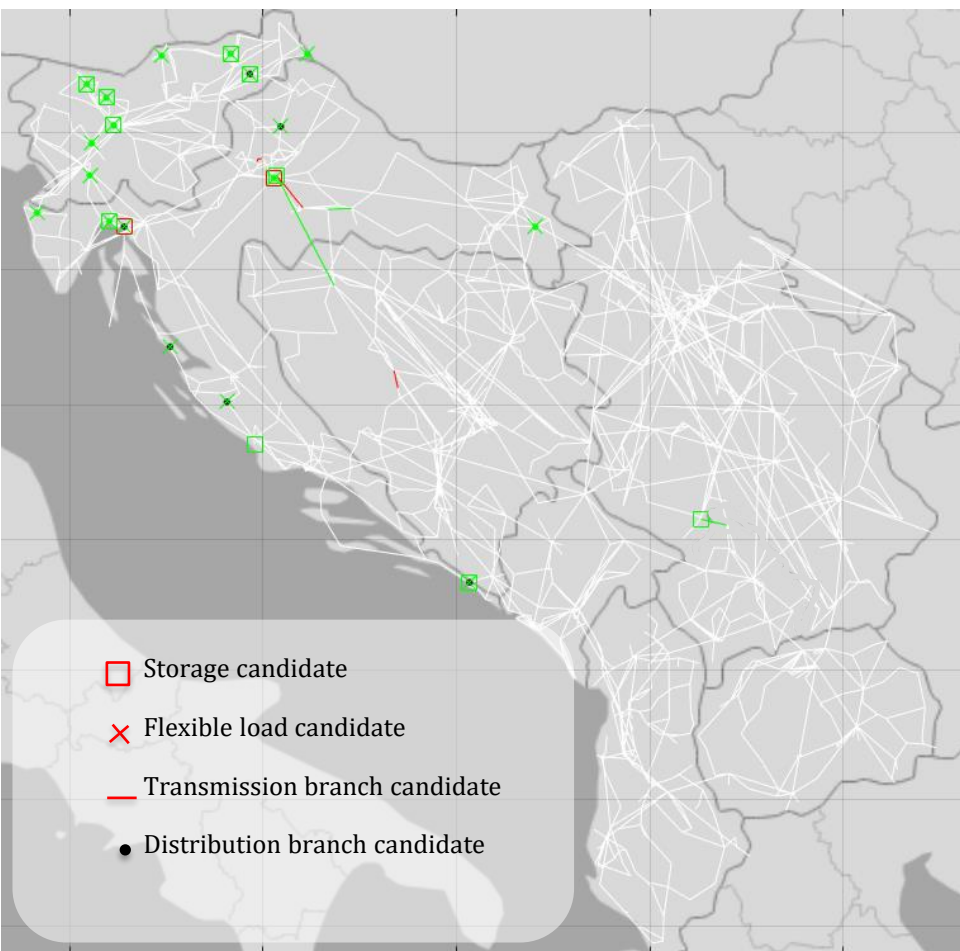 Storage candidate
Flexible load candidate
Transmission branch candidate
Distribution branch candidate